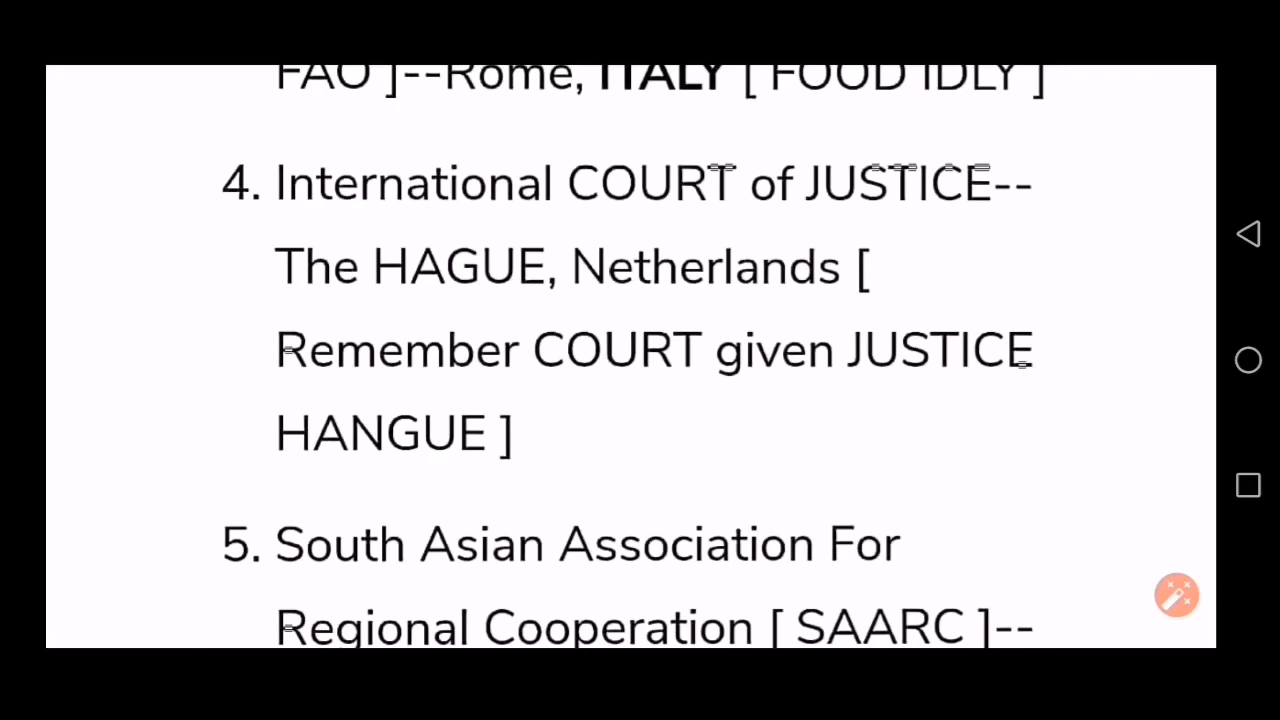 FAO ]--Rome, ITALY [ FOOD IDLY ]
4. International COURT of JUSTICE--
The HAGUE, Netherlands [
Remember COURT given JUSTICE
HANGUE ]
5. South Asian Association For
Regional Cooperation [ SAARC ]--